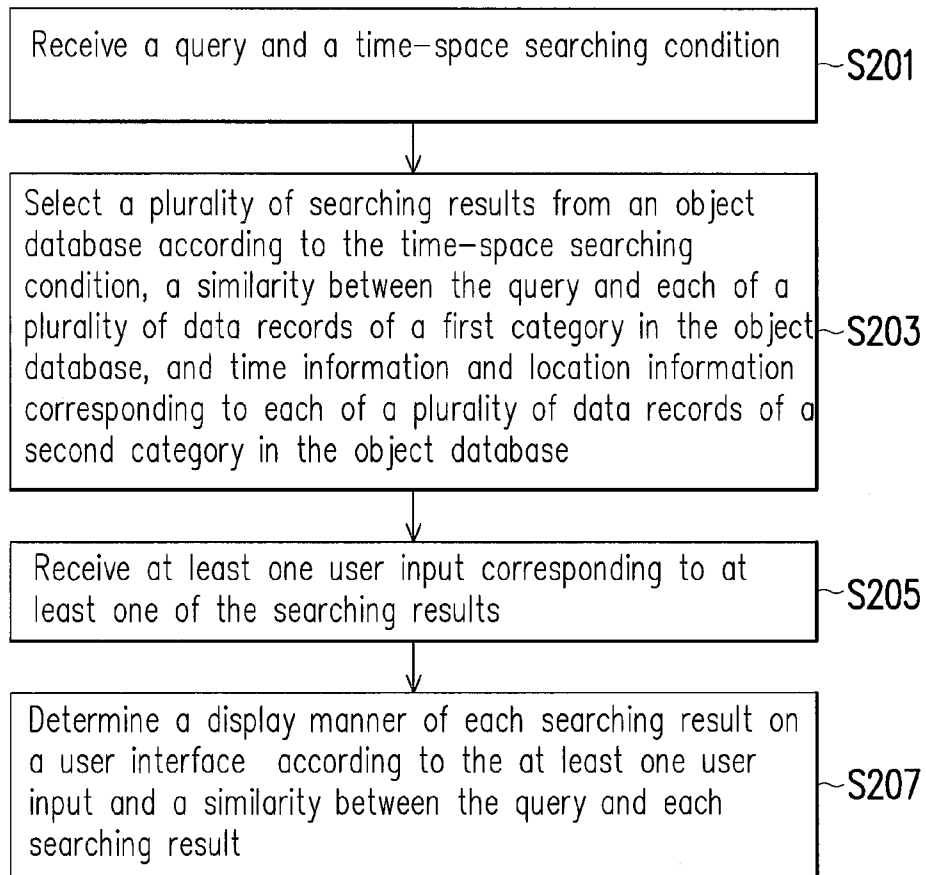 Receive a query and a time-space searching condition
S201
Select a plurality of searching results from an object
database according to the time-space searching
condition, a similarity between the query and each of a
plurality of data records of a first category in the object
database, and time information and location information
corresponding to each of a plurality of data records of a
second category in the object database
S203
Receive at least one user input corresponding to at
least one of the searching results
S205
Determine a display manner of each searching result on
a user interface according to the at least one user
input and a similarity between the query and each
searching result
S207